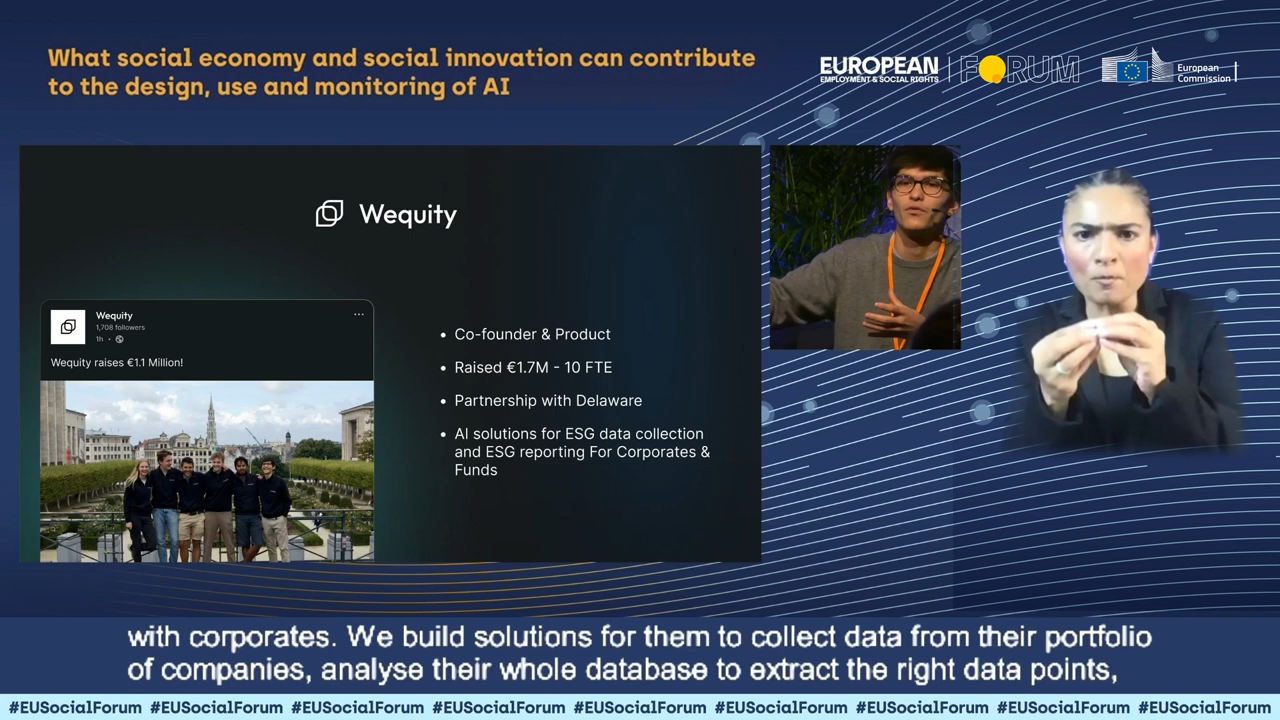 What social economy and social innovation can contribute
to the design, use and monitoring of AI
EUROPEAN
EMPLOYMENT & SOCIAL RIGHTS
FORUM
European
Commission
Wequity
Wequity
1,708 followers
1h
Wequity raises €1.1 Million!
• Co-founder & Product
• Raised €1.7M - 10 FTE
• Partnership with Delaware
• AI solutions for ESG data collection
and ESG reporting For Corporates &
Funds
with corporates. We build solutions for them to collect data from their portfolio
of companies, analyse their whole database to extract the right data points,
#EUSocialForum #EUSocialForum #EUSocialForum #EUSocialForum #EUSocialForum #EUSocialForum #EUSocialForum #EUSocialForum #EUSocialForum